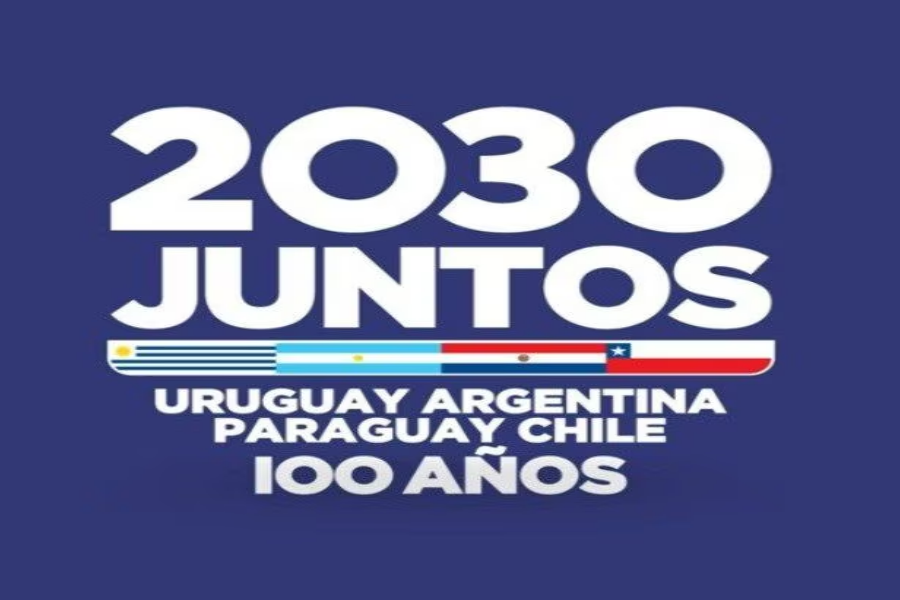 2030
JUNTOS
URUGUAY ARGENTINA
PARAGUAY CHILE
100 AÑOS